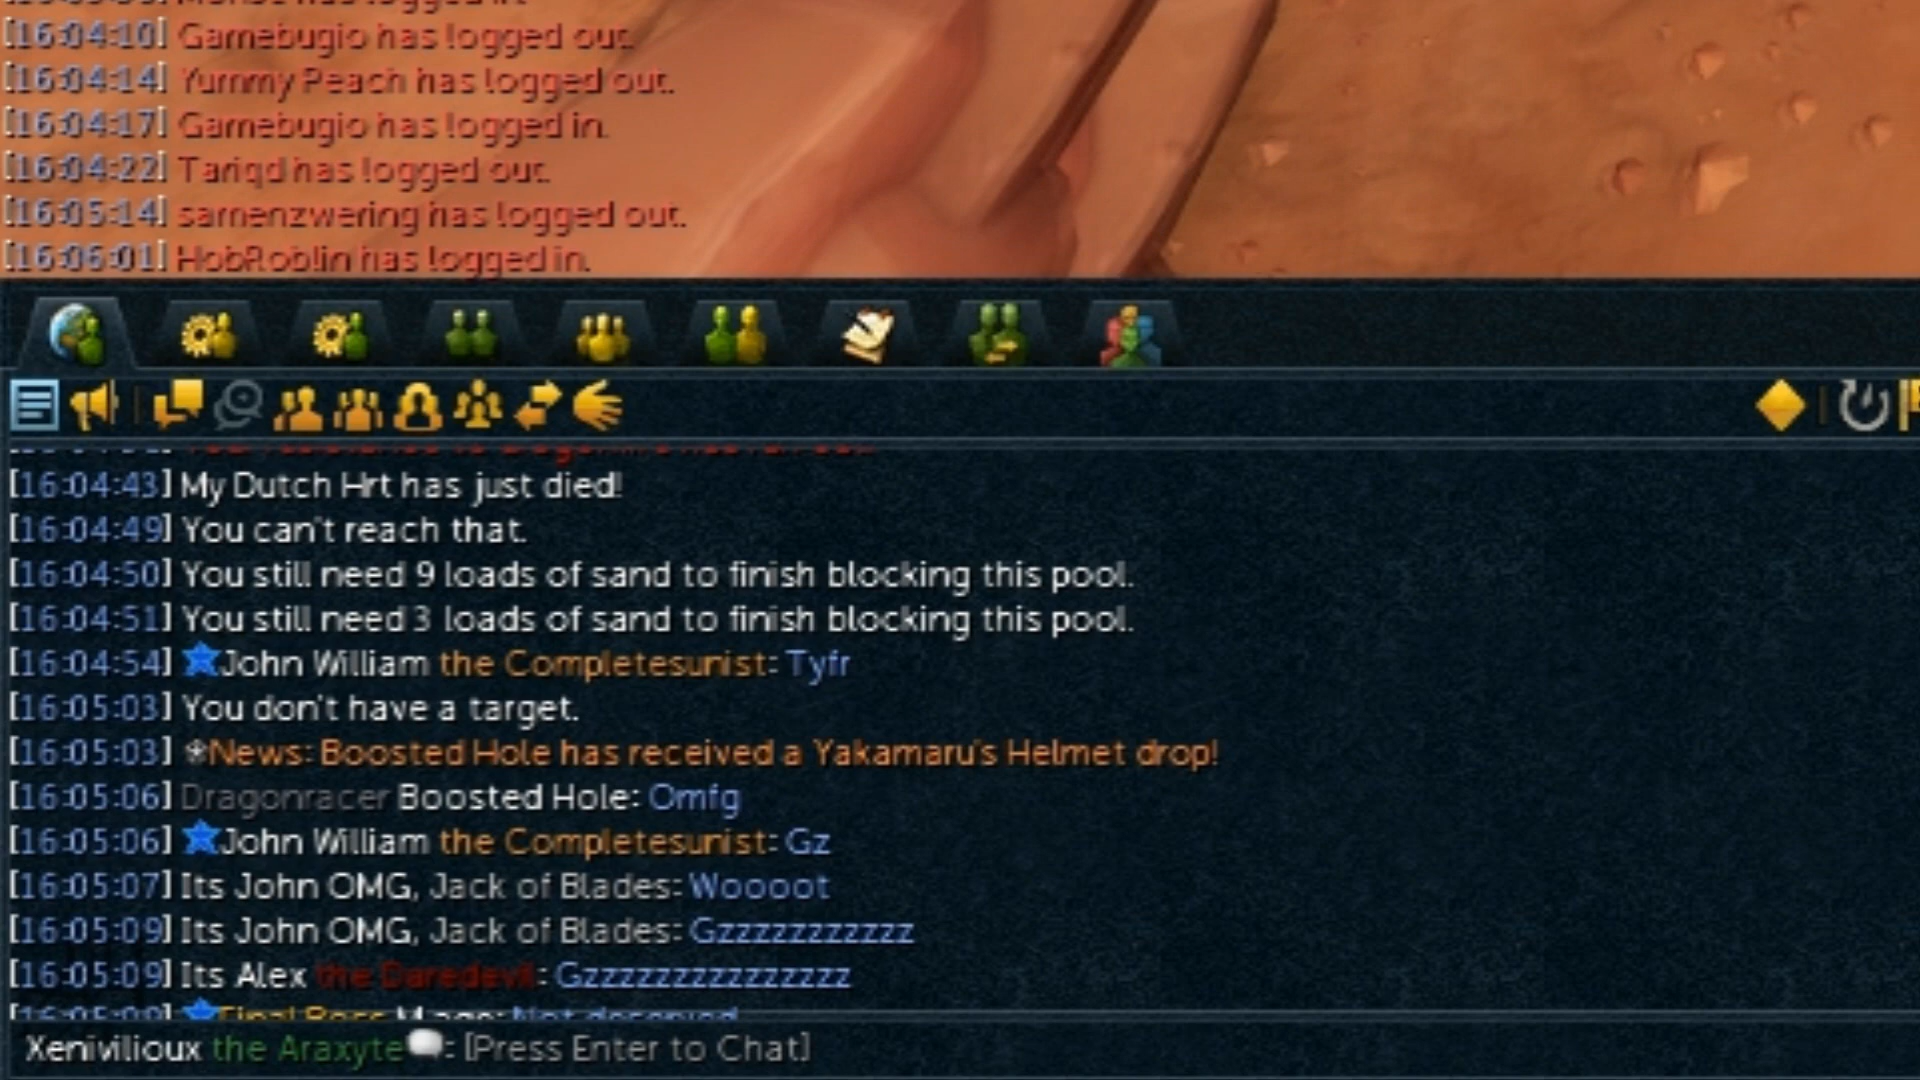 [16:04:10] Gamebugio has logged out.
[16:04:14] Yummy Peach has logged out.
[16:04:17] Gamebugio has logged in.
[16:04:22] Tariqd has logged out.
[16:05:14] samenzwering has logged out.
[16:06:01] HobRoblin has logged in.
[16:04:43] My Dutch Hrt has just died!
[16:04:49] You can't reach that.
[16:04:50] You still need 9 loads of sand to finish blocking this pool.
[16:04:51] You still need 3 loads of sand to finish blocking this pool.
[16:04:54] John William the Completesunist: Tyfr
[16:05:03] You don't have a target.
[16:05:03] News: Boosted Hole has received a Yakamaru's Helmet drop!
[16:05:06] Dragonracer Boosted Hole: Omfg
[16:05:06] John William the Completesunist: Gz
[16:05:07] Its John OMG, Jack of Blades: Woooot
[16:05:09] Its John OMG, Jack of Blades: Gzzzzzzzzzzz
[16:05:09] Its Alex the Daredevil: Gzzzzzzzzzzzzzzz
[16:05:09] Final Boss Not deserved
Xenivilioux the Araxyte: [Press Enter to Chat]